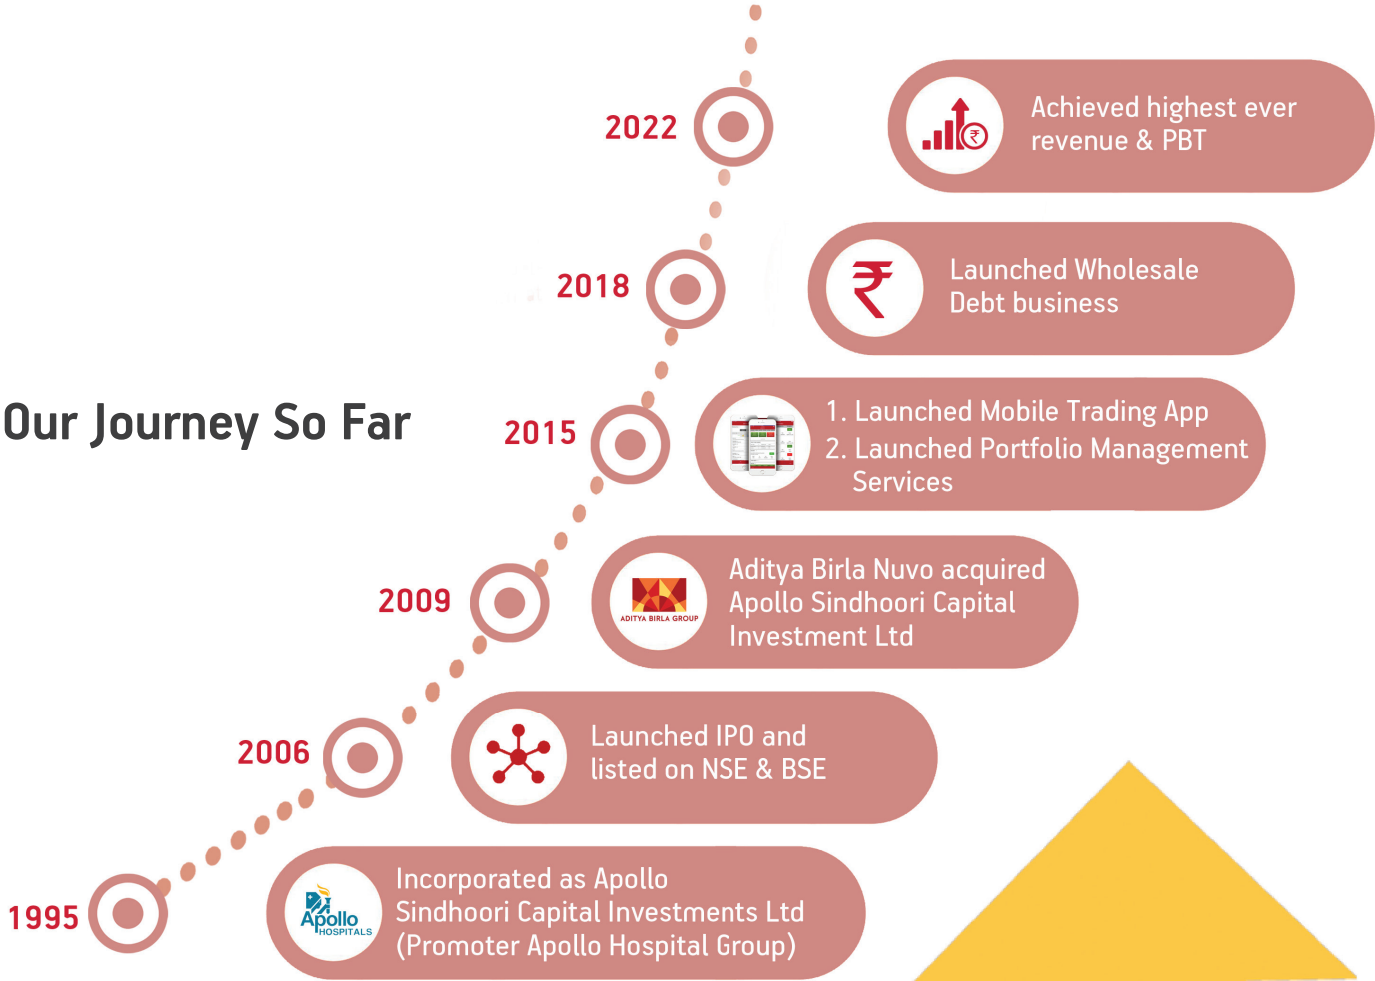 2022
Achieved highest ever
revenue & PBT
2018
Launched Wholesale
Debt business
Our Journey So Far
2015
1. Launched Mobile Trading App
2. Launched Portfolio Management
Services
2009
ADITYA BIRLA GROUP
Aditya Birla Nuvo acquired
Apollo Sindhoori Capital
Investment Ltd
2006
Launched IPO and
listed on NSE & BSE
1995
Apollo
HOSPITALS
Incorporated as Apollo
Sindhoori Capital Investments Ltd
(Promoter Apollo Hospital Group)